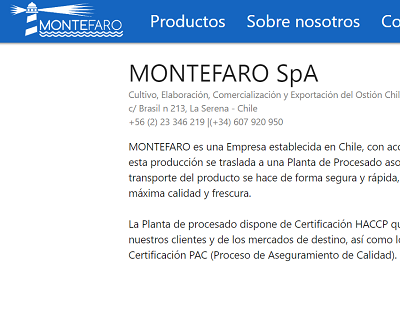 MONTEFARO
Productos Sobre nosotros Co
MONTEFARO SpA
Cultivo, Elaboración, Comercialización y Exportación del Ostión Chil
c/ Brasil n 213, La Serena - Chile
+56 (2) 23 346 219 |(+34) 607 920 950
MONTEFARO es una Empresa establecida en Chile, con acc
esta producción se traslada a una Planta de Procesado aso
transporte del producto se hace de forma segura y rápida,
máxima calidad y frescura.
La Planta de procesado dispone de Certificación HACCP qu
nuestros clientes y de los mercados de destino, así como lo
Certificación PAC (Proceso de Aseguramiento de Calidad).